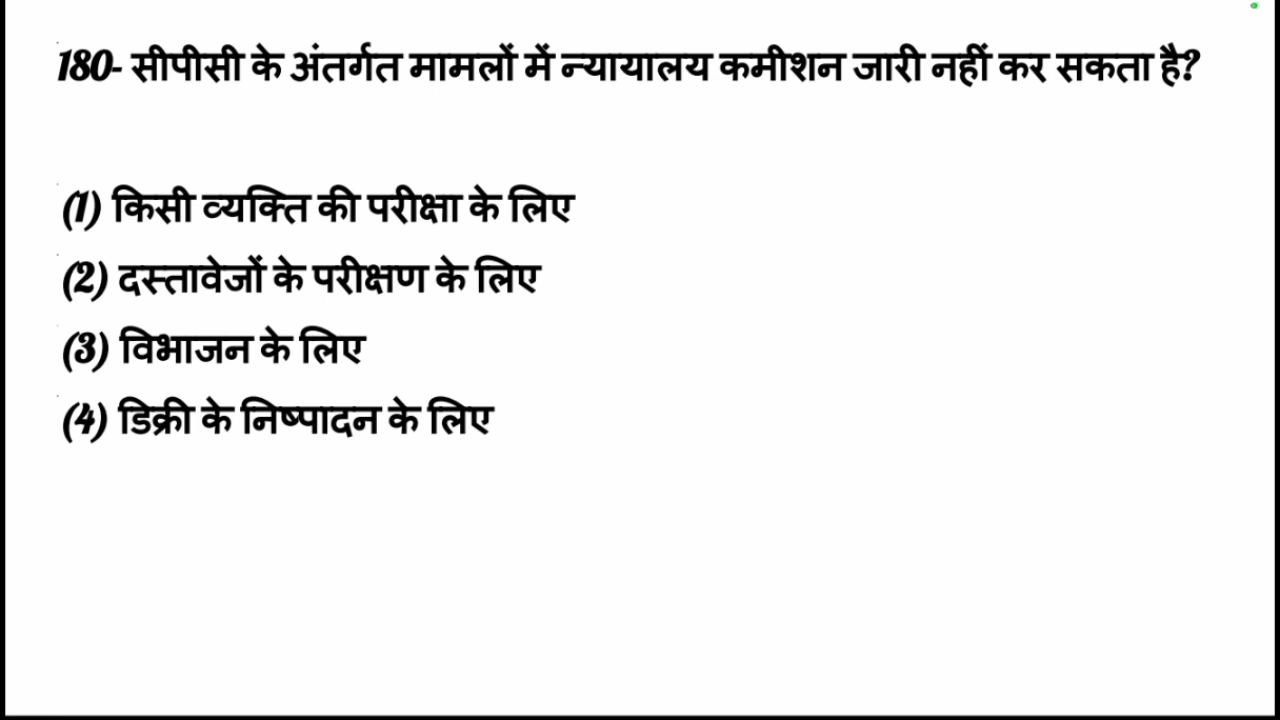 180- सीपीसी के अंतर्गत मामलों में न्यायालय कमीशन जारी नहीं कर सकता है?
(1) किसी व्यक्ति की परीक्षा के लिए
(2) दस्तावेजों के परीक्षण के लिए
(3) विभाजन के लिए
(4) डिक्री के निष्पादन के लिए